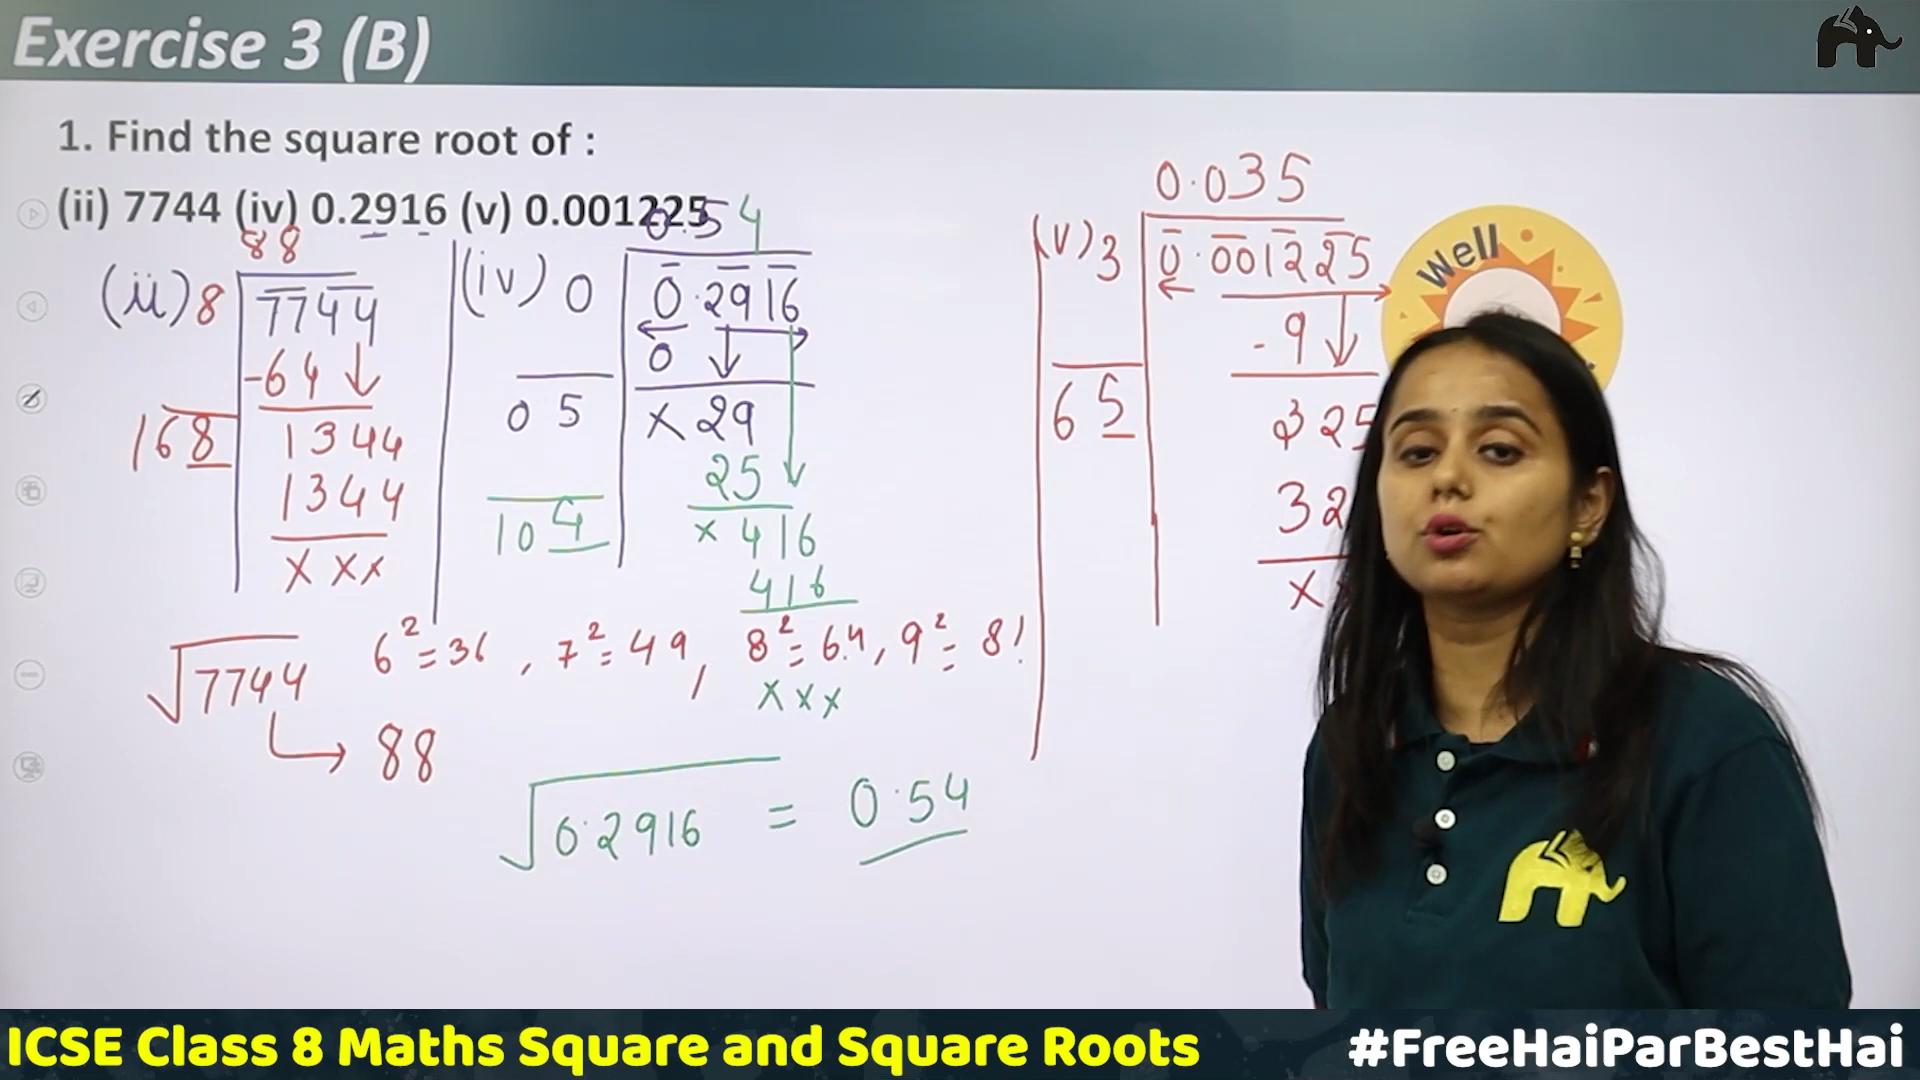 Exercise 3 (B)
1. Find the square root of :
(ii) 7744 (iv) 0.2916 (v) 0.001225
88
(ii) 8 7744
-64
168 1344
1344
x x x
√7744
88
0.54
(iv) 0 0.2916
0
05 x 29
25
104 x 416
416
6² = 36 , 7² = 49 , 8² = 64 , 9² = 81
x x x
√0.2916 = 0.54
0.035
(v) 3 0.001225
- 9
65 325
32
x
Well
ICSE Class 8 Maths Square and Square Roots
#FreeHaiParBestHai